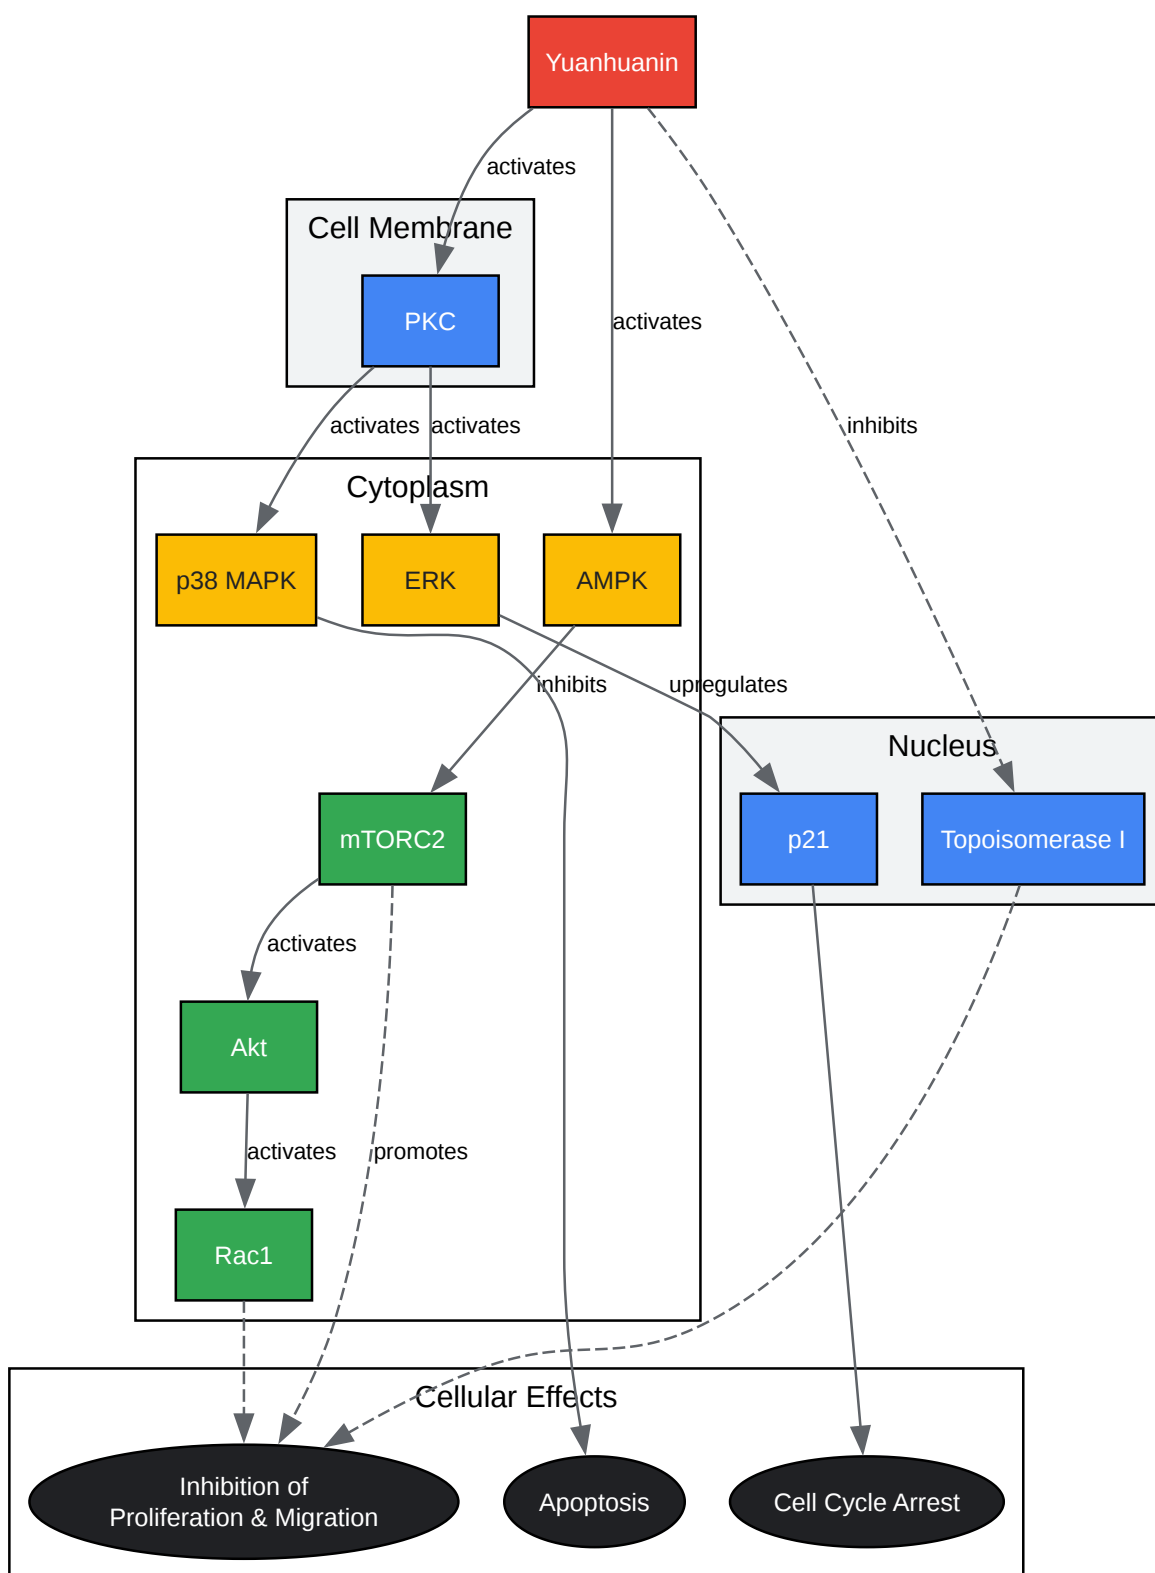 Yuanhuanin
activates
Cell Membrane
PKC
activates
activates
activates
inhibits
Cytoplasm
p38 MAPK
ERK
AMPK
inhibits
upregulates
Nucleus
mTORC2
p21
Topoisomerase I
activates
Akt
activates
promotes
Rac1
Cellular Effects
Inhibition of
Proliferation & Migration
Apoptosis
Cell Cycle Arrest